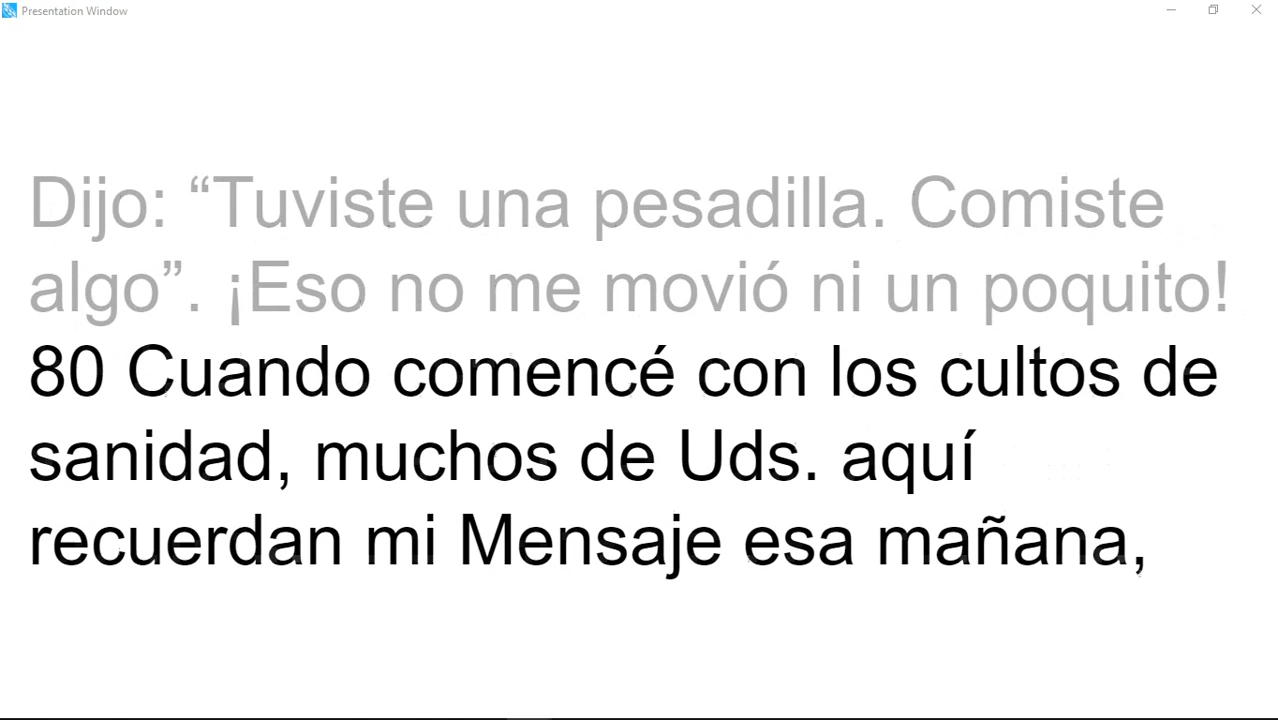 Presentation Window
Dijo: “Tuviste una pesadilla. Comiste
algo”. ¡Eso no me movió ni un poquito!
80 Cuando comencé con los cultos de
sanidad, muchos de Uds. aquí
recuerdan mi Mensaje esa mañana,